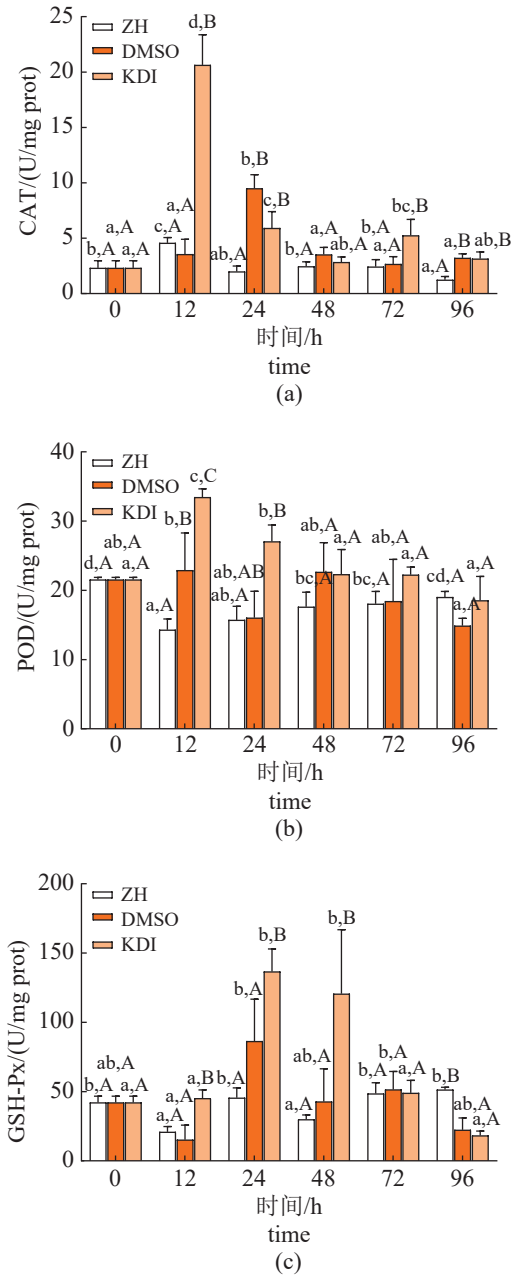 25
20
15
10
5
0
CAT/(U/mg prot)
ZH
DMSO
KDI
a,A
b,A a,A
a,A
c,A
d,B
ab,A
b,B
c,B
b,A
a,A
ab,A
b,A
a,A
bc,B
a,A
a,B
ab,B
0 12 24 48 72 96
时间/h
time
(a)
40
30
20
10
0
POD/(U/mg prot)
ZH
DMSO
KDI
ab,A
d,A a,A
a,A
b,B
c,C
ab,AB
ab,A
b,B
bc,A
ab,A
a,A
bc,A
ab,A
a,A
cd,A
a,A
a,A
0 12 24 48 72 96
时间/h
time
(b)
200
150
100
50
0
GSH-Px/(U/mg prot)
ZH
DMSO
KDI
ab,A
b,A a,A
a,A
a,A
a,B
b,A
b,A
b,B
a,A
ab,A
b,B
b,A
b,A
a,A
b,B
ab,A
a,A
0 12 24 48 72 96
时间/h
time
(c)